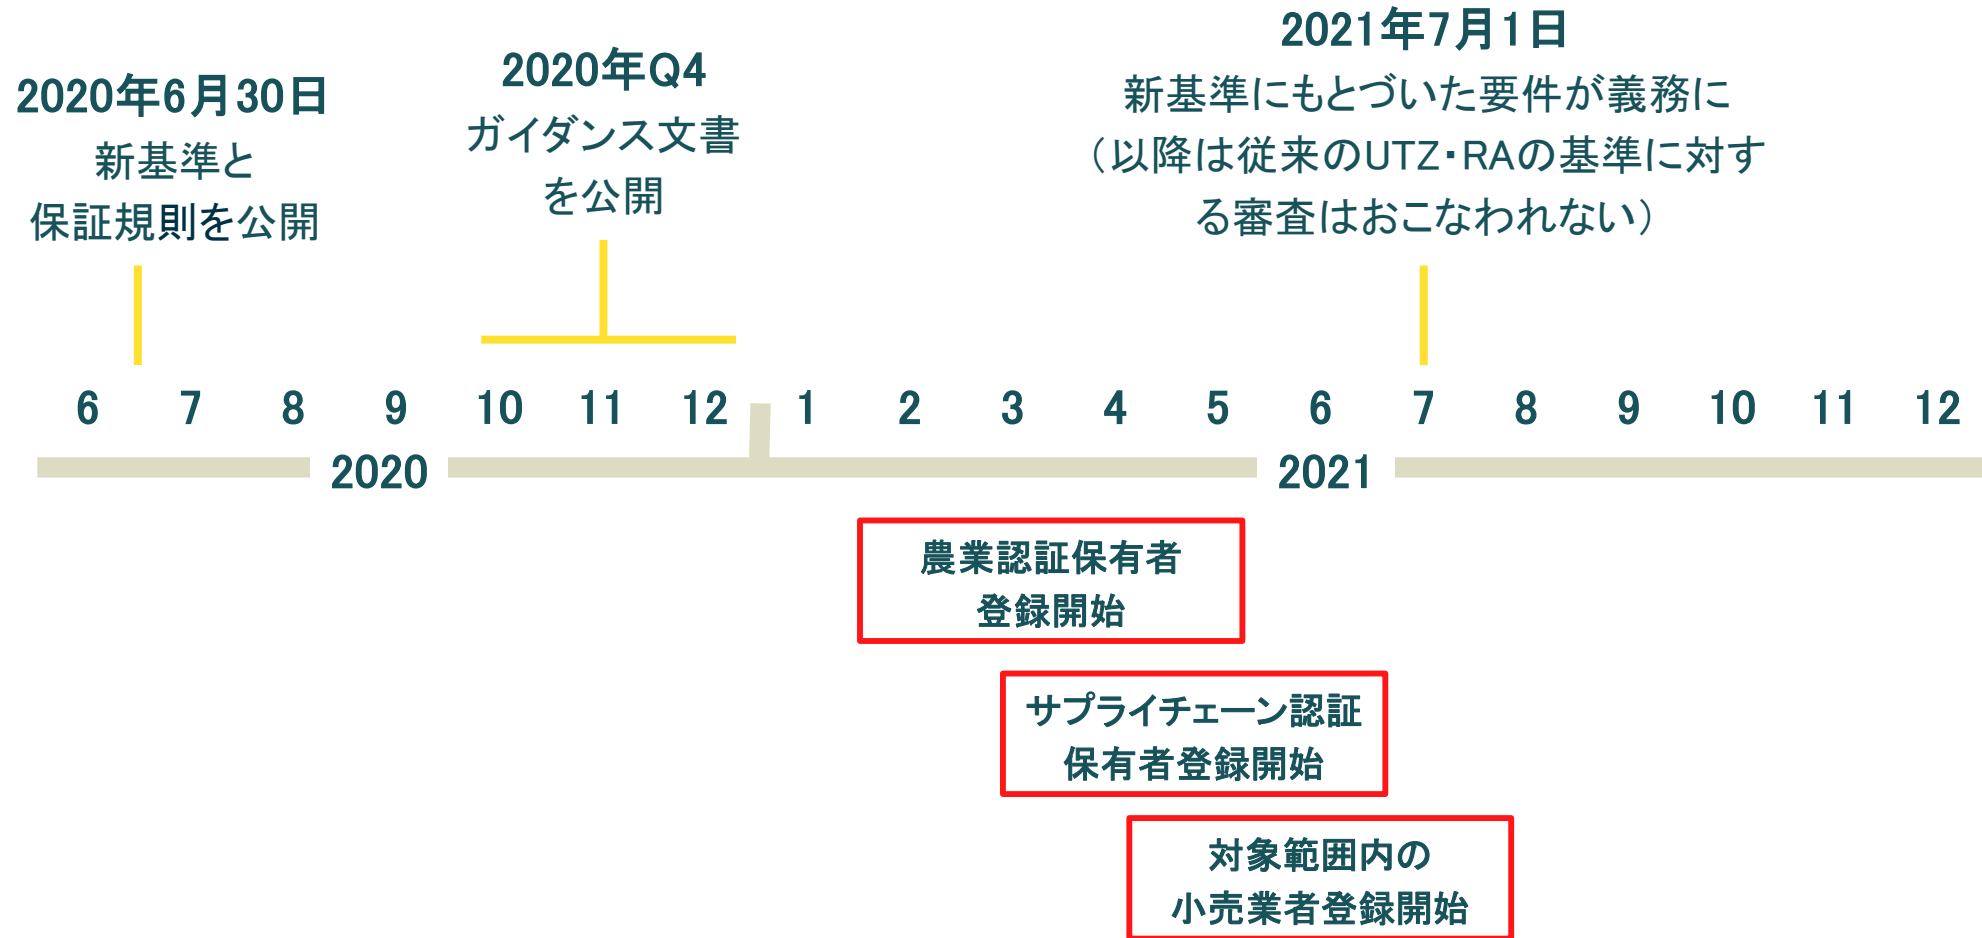 2020年6月30日
新基準と
保証規則を公開
2020年Q4
ガイダンス文書
を公開
2021年7月1日
新基準にもとづいた要件が義務に
（以降は従来のUTZ・RAの基準に対す
る審査はおこなわれない）
6 7 8 9 10 11 12 1 2 3 4 5 6 7 8 9 10 11 12
2020 2021
農業認証保有者
登録開始
サプライチェーン認証
保有者登録開始
対象範囲内の
小売業者登録開始